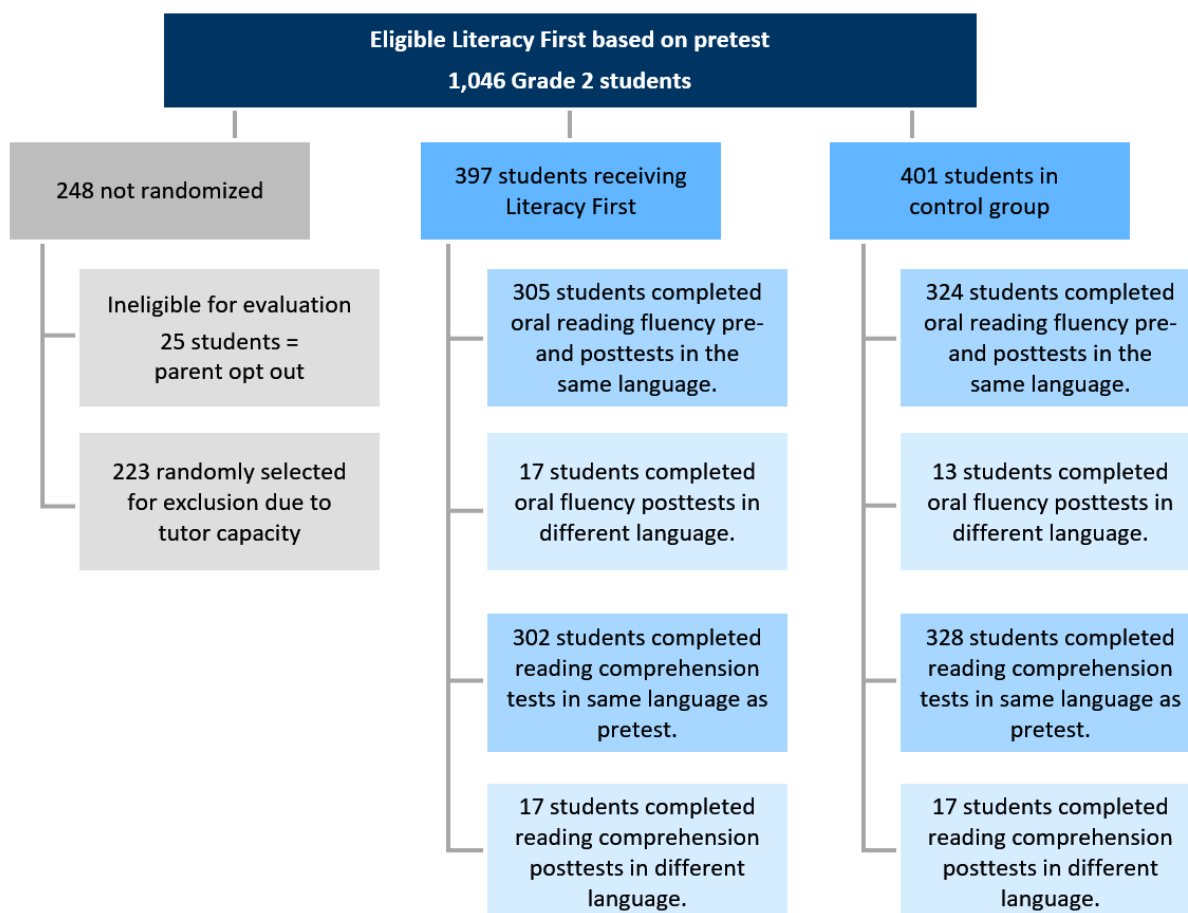 Eligible Literacy First based on pretest
1,046 Grade 2 students
248 not randomized
Ineligible for evaluation
25 students =
parent opt out
223 randomly selected
for exclusion due to
tutor capacity
397 students receiving
Literacy First
305 students completed
oral reading fluency pre-
and posttests in the
same language.
17 students completed
oral fluency posttests in
different language.
302 students completed
reading comprehension
tests in same language as
pretest.
17 students completed
reading comprehension
posttests in different
language.
401 students in
control group
324 students completed
oral reading fluency pre-
and posttests in the
same language.
13 students completed
oral fluency posttests in
different language.
328 students completed
reading comprehension
tests in same language as
pretest.
17 students completed
reading comprehension
posttests in different
language.